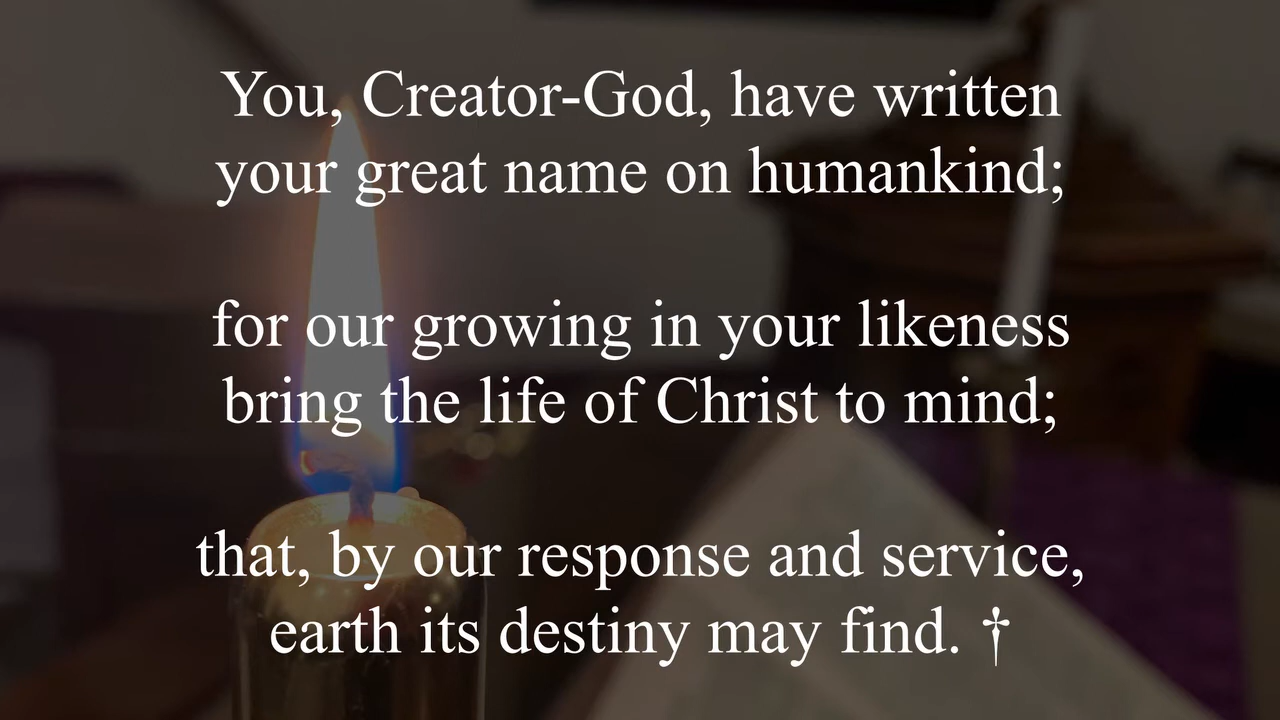 You, Creator-God, have written
your great name on humankind;
for our growing in your likeness
bring the life of Christ to mind;
that, by our response and service,
earth its destiny may find. †